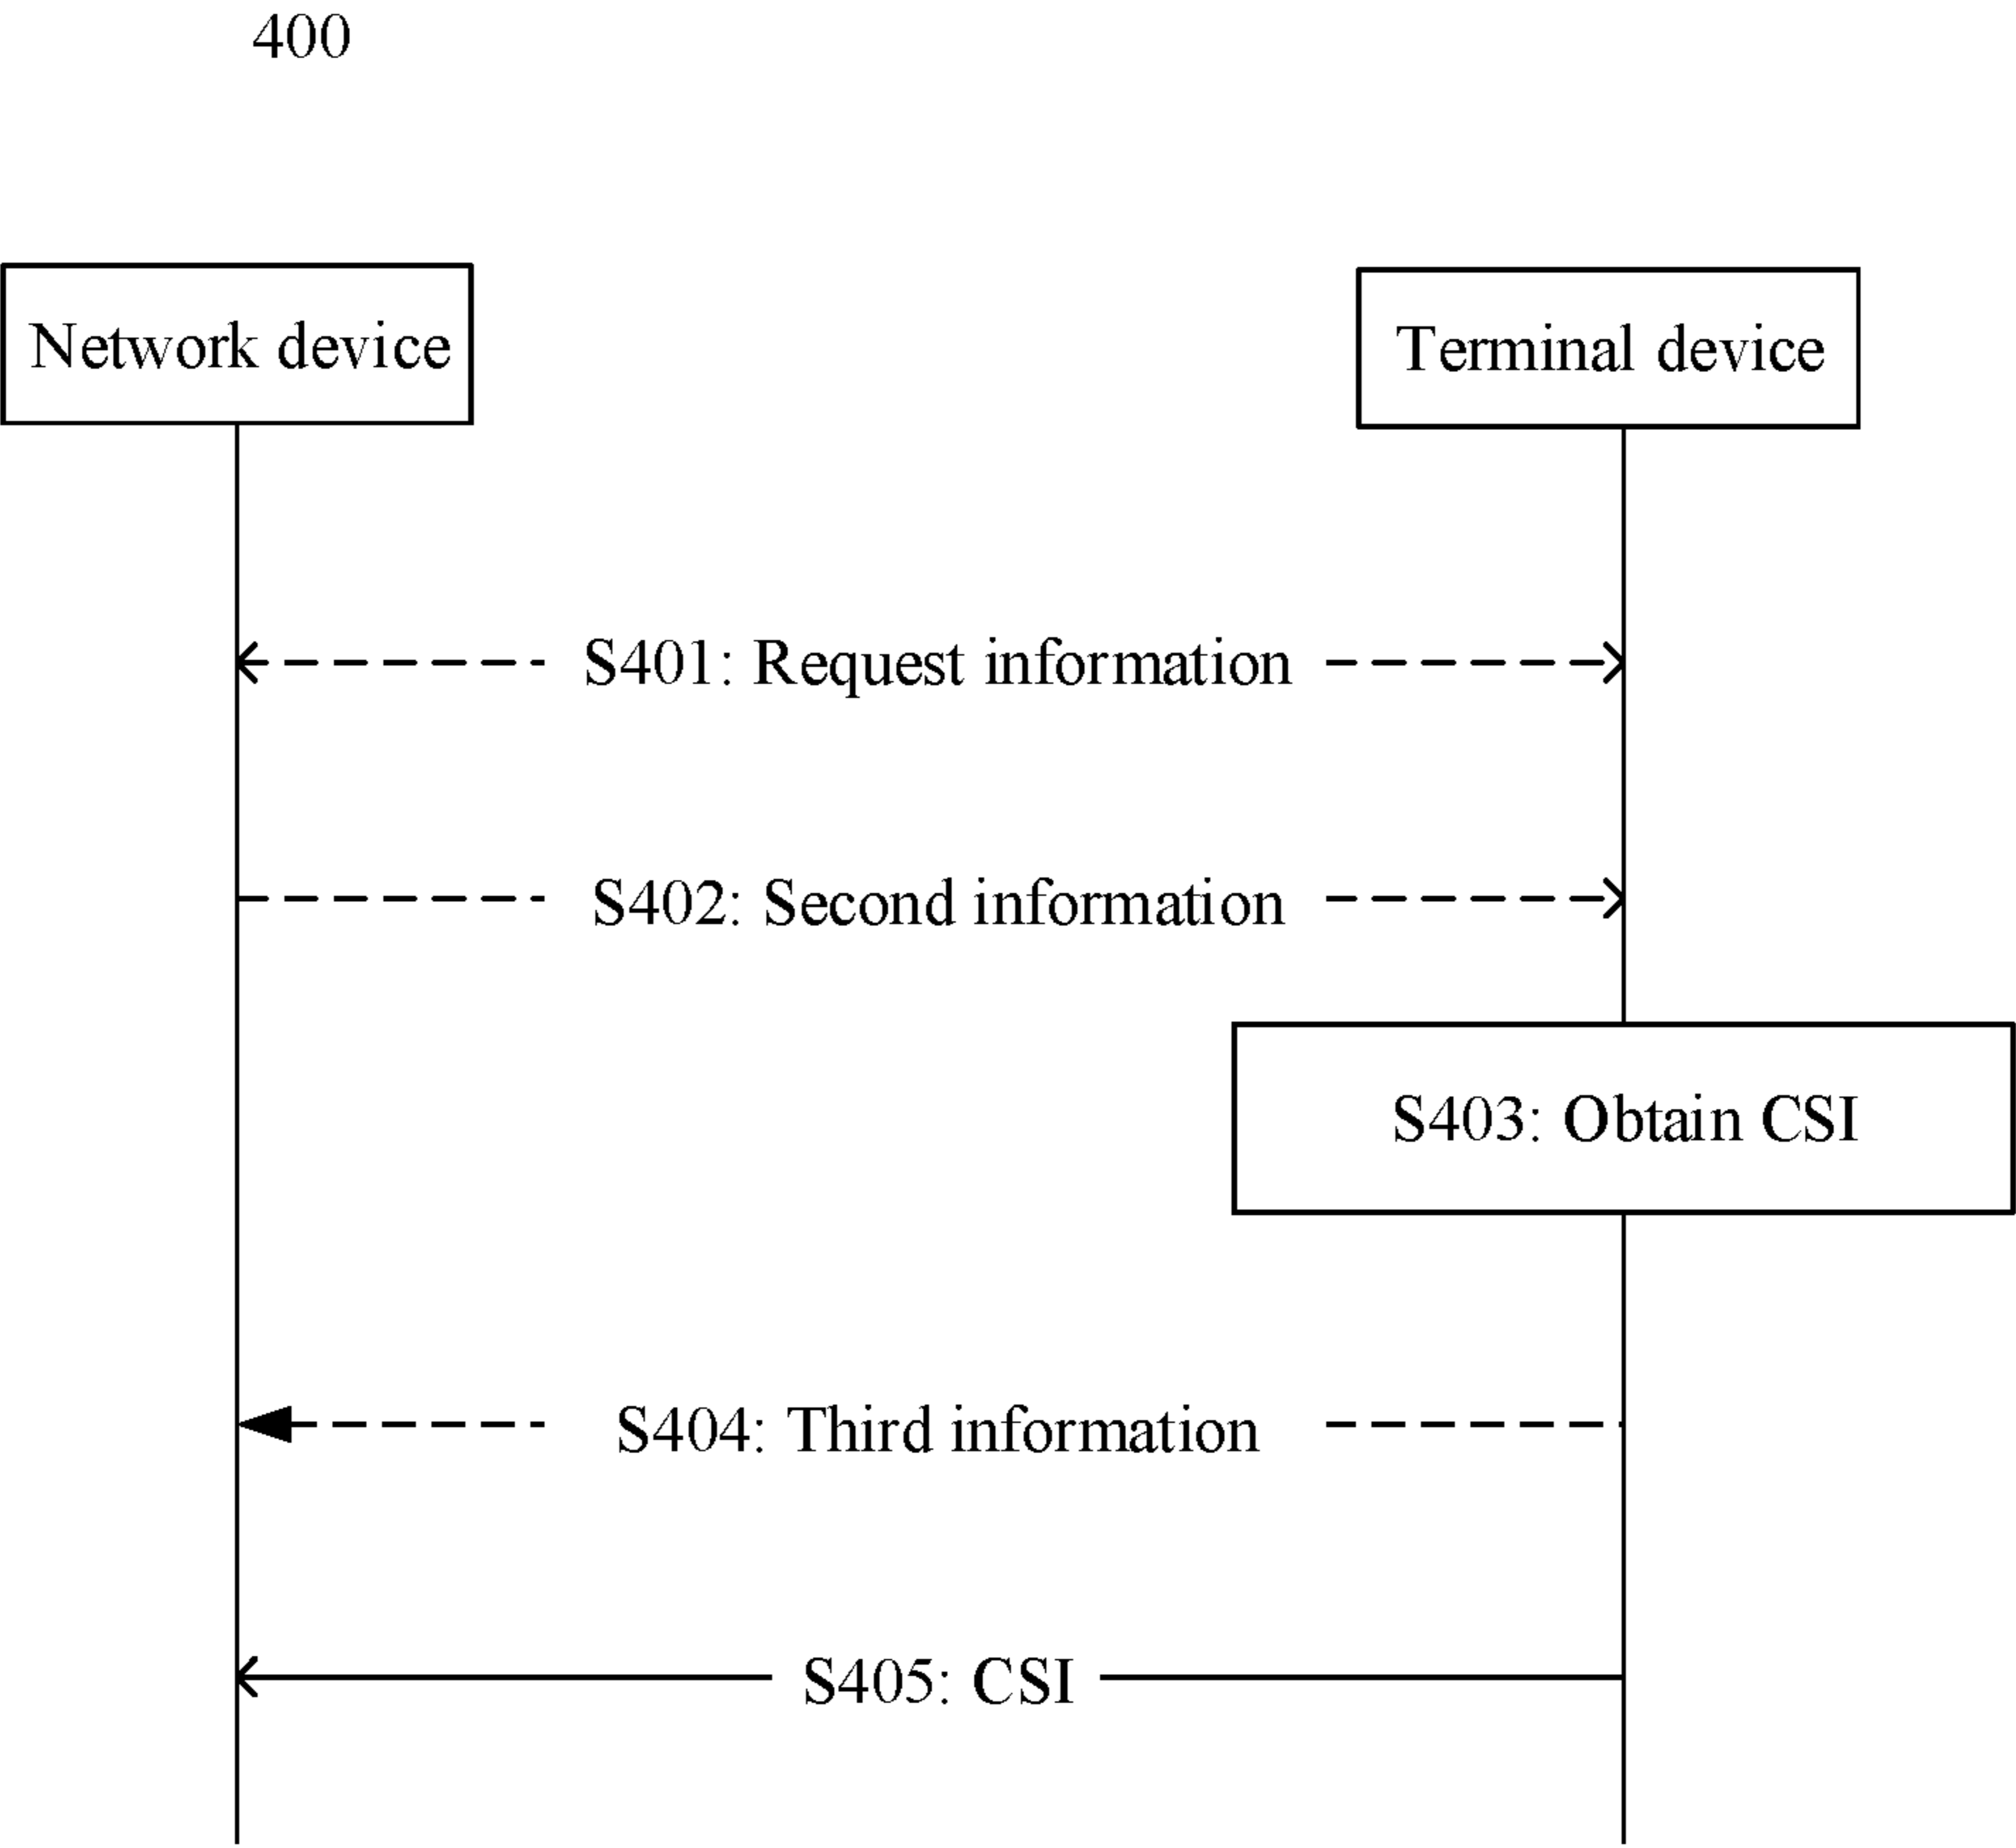 400
Network device
Terminal device
S401: Request information
S402: Second information
S403: Obtain CSI
S404: Third information
S405: CSI